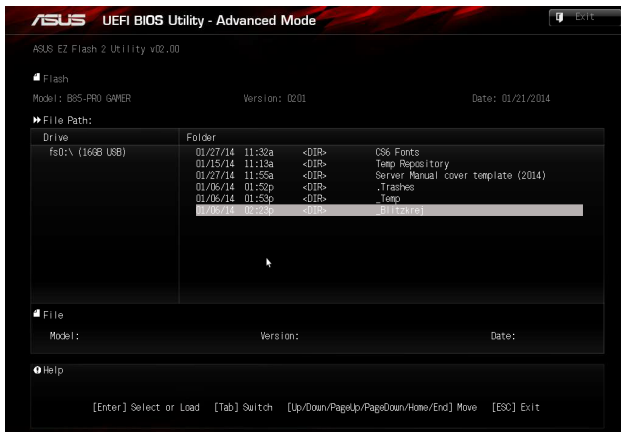 ASUS UEFI BIOS Utility - Advanced Mode
Exit
ASUS EZ Flash 2 Utility v02.00
Flash
Model: B85-PRO GAMER Version: 0201 Date: 01/21/2014
File Path:
Drive Folder
fs0:\ (16GB USB) 01/27/14 11:32a <DIR> CS6 Fonts
01/15/14 11:13a <DIR> Temp Repository
01/27/14 11:55a <DIR> Server Manual cover template (2014)
01/06/14 01:52p <DIR> .Trashes
01/06/14 01:53p <DIR> _Temp
01/06/14 02:23p <DIR> _Blitzkrej
File
Model: Version: Date:
Help
[Enter] Select or Load [Tab] Switch [Up/Down/PageUp/PageDown/Home/End] Move [ESC] Exit